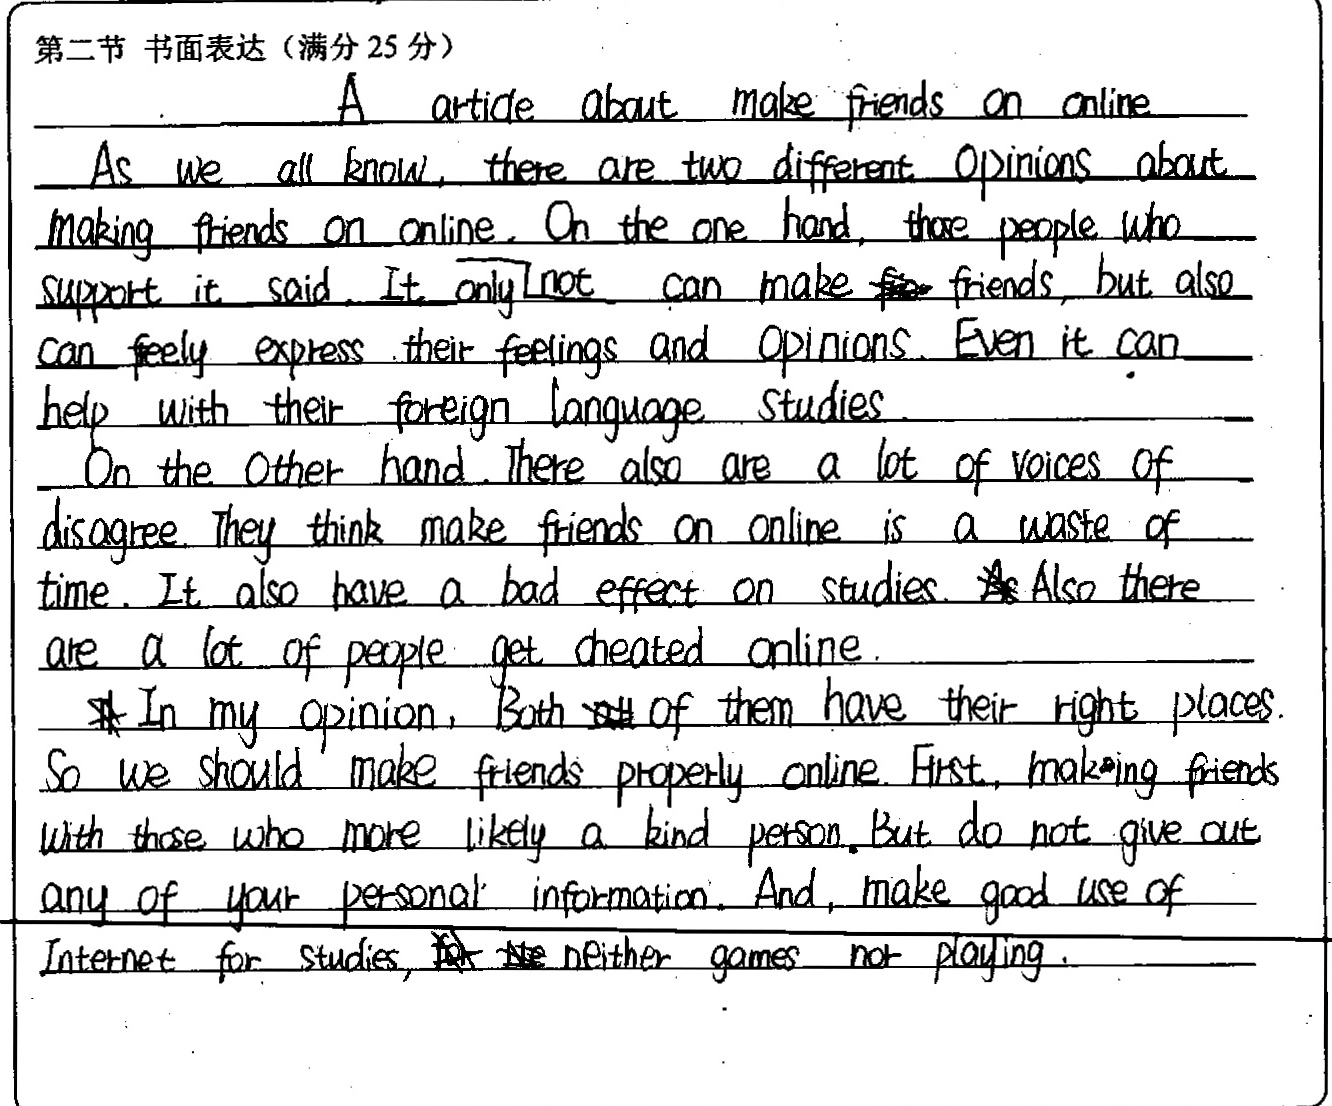 第二节 书面表达（满分 25 分）
A article about make friends on online
As we all know, there are two different Opinions about
making friends on online. On the one hand, those people who
support it said. It only not can make friends, but also
can feely express their feelings and Opinions. Even it can
help with their foreign language studies.
On the Other hand. There also are a lot of voices of
disagree. They think make friends on online is a waste of
time. It also have a bad effect on studies. Also there
are a lot of people get cheated online.
In my opinion, Both of them have their right places.
So we should make friends properly online. First, making friends
with those who more likely a kind person. But do not give out
any of your personal information. And, make good use of
Internet for studies, neither games nor playing.